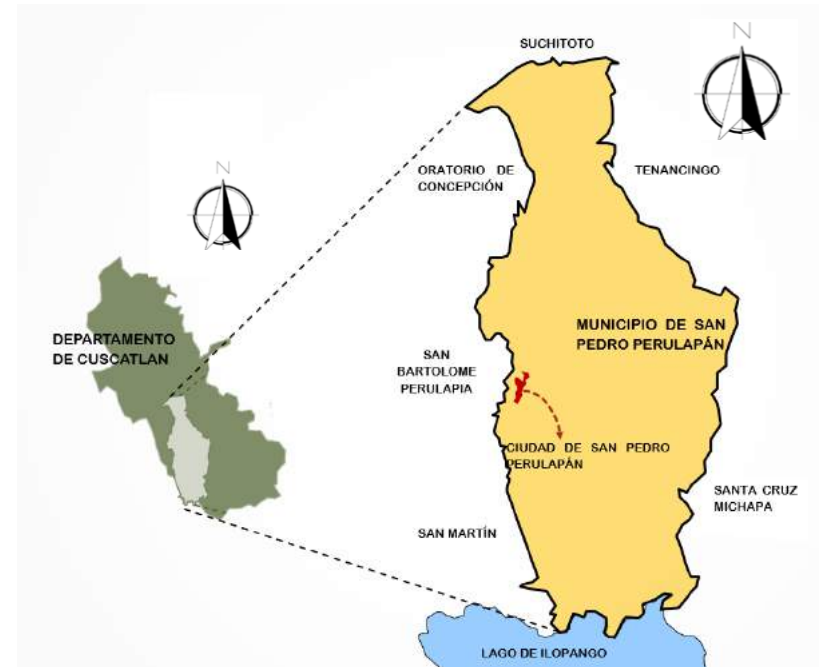 N
SUCHITOTO
N
ORATORIO DE
CONCEPCIÓN
TENANCINGO
DEPARTAMENTO
DE CUSCATLAN
MUNICIPIO DE SAN
PEDRO PERULAPÁN
SAN
BARTOLOME
PERULAPIA
CIUDAD DE SAN PEDRO
PERULAPÁN
SANTA CRUZ
MICHAPA
SAN MARTÍN
LAGO DE ILOPANGO